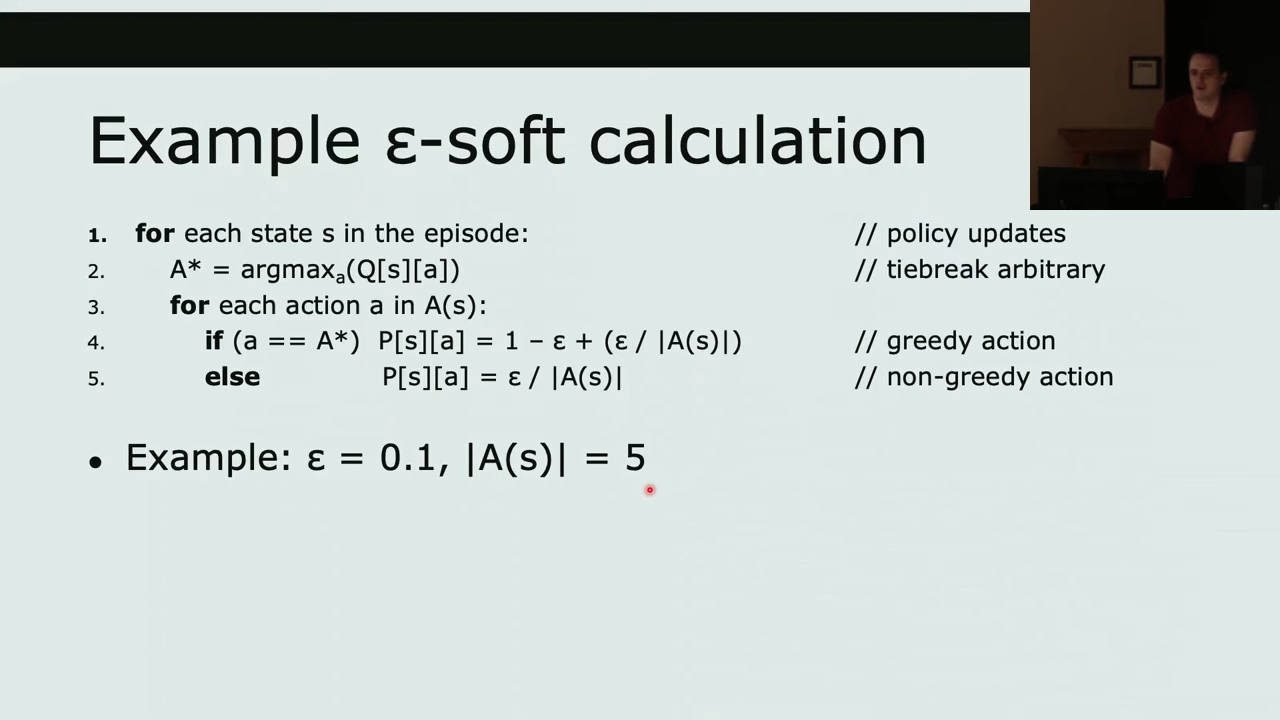 Example ε-soft calculation
1. for each state s in the episode: // policy updates
2. A* = argmaxₐ(Q[s][a]) // tiebreak arbitrary
3. for each action a in A(s):
4. if (a == A*) P[s][a] = 1 – ε + (ε / |A(s)|) // greedy action
5. else P[s][a] = ε / |A(s)| // non-greedy action
• Example: ε = 0.1, |A(s)| = 5